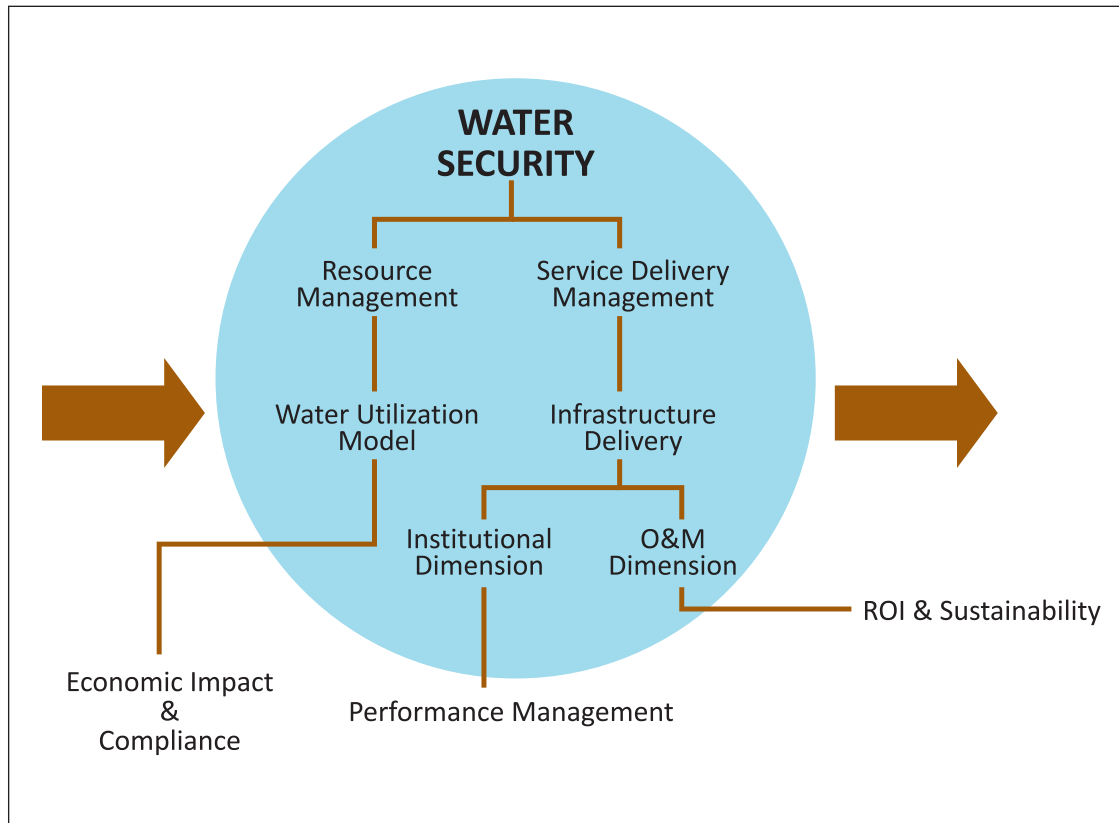 WATER
SECURITY
Resource
Management
Service Delivery
Management
Water Utilization
Model
Infrastructure
Delivery
Institutional
Dimension
O&M
Dimension
ROI & Sustainability
Economic Impact
&
Compliance
Performance Management